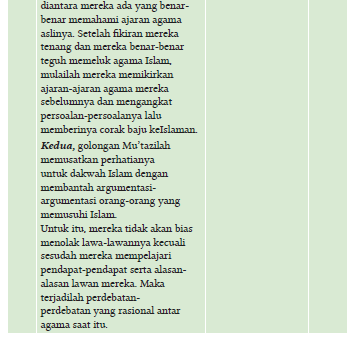 diantara mereka ada yang benar-
benar memahami ajaran agama
aslinya. Setelah fikiran mereka
tenang dan mereka benar-benar
teguh memeluk agama Islam,
mulailah mereka memikirkan
ajaran-ajaran agama mereka
sebelumnya dan mengangkat
persoalan-persoalanya lalu
memberinya corak baju keIslaman.
Kedua, golongan Mu’tazilah
memusatkan perhatianya
untuk dakwah Islam dengan
membantah argumentasi-
argumentasi orang-orang yang
memusuhi Islam.
Untuk itu, mereka tidak akan bias
menolak lawa-lawannya kecuali
sesudah mereka mempelajari
pendapat-pendapat serta alasan-
alasan lawan mereka. Maka
terjadilah perdebatan-
perdebatan yang rasional antar
agama saat itu.